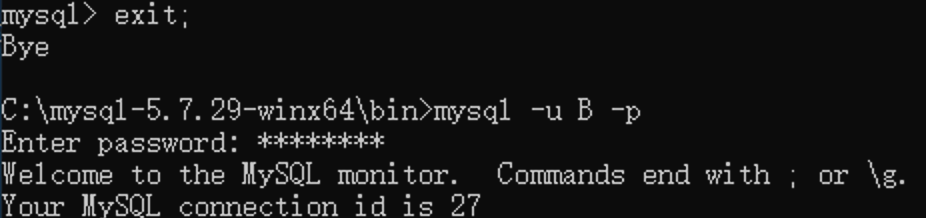 mysql> exit;
Bye
C:\mysql-5.7.29-winx64\bin>mysql -u B -p
Enter password: ********
Welcome to the MySQL monitor.  Commands end with ; or \g.
Your MySQL connection id is 27